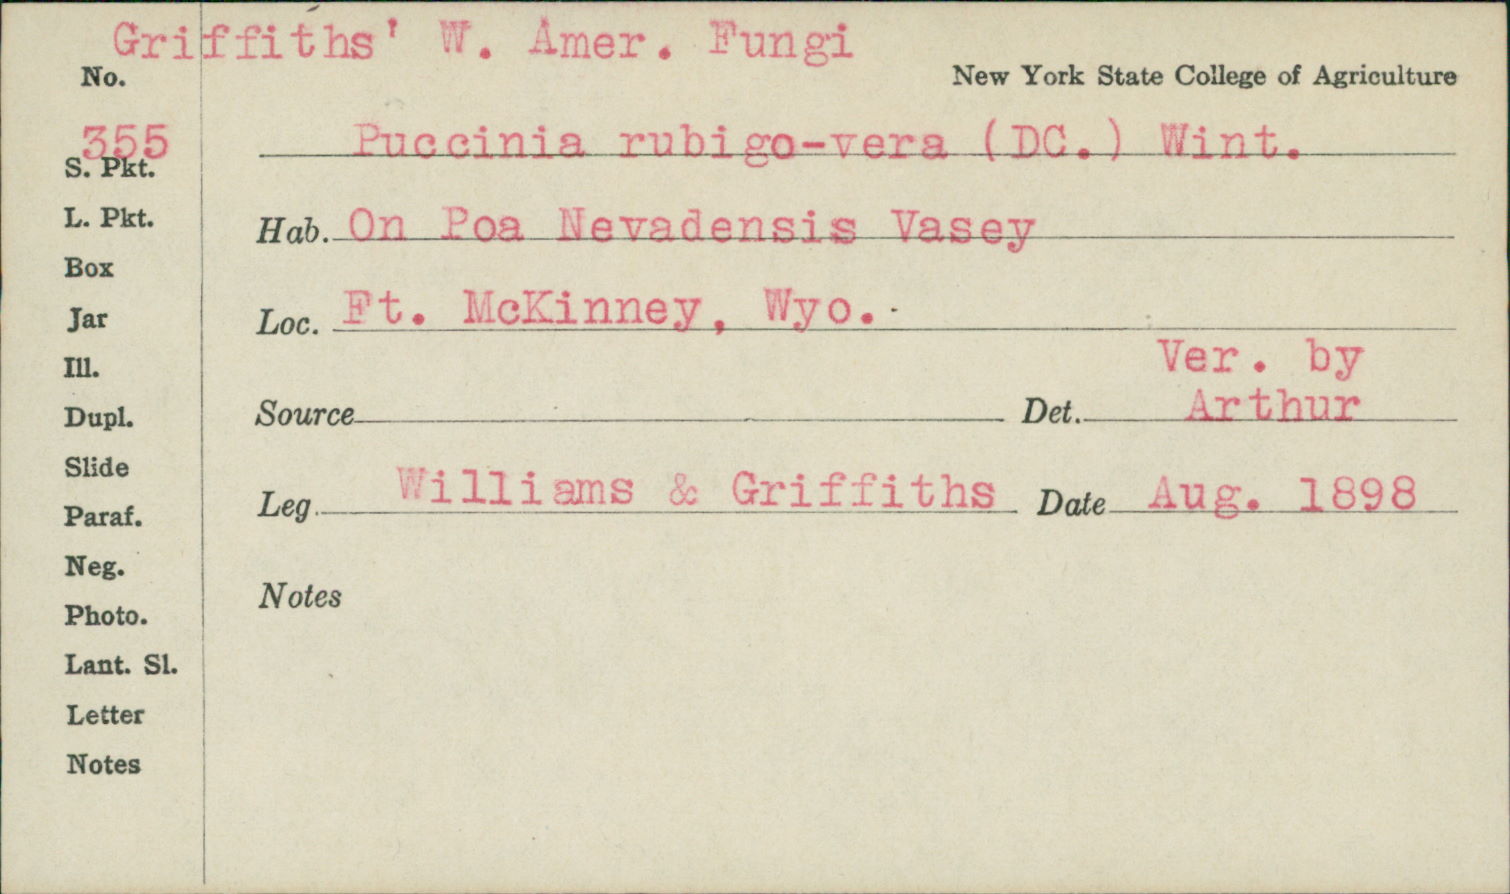 Griffiths' W. Amer. Fungi
No.
New York State College of Agriculture
355
Puccinia rubigo-vera (DC.) Wint.
S. Pkt.
L. Pkt.
Hab. On Poa Nevadensis Vasey
Box
Jar
Loc. Ft. McKinney, Wyo.
Ill.
Ver. by
Dupl.
Source Det. Arthur
Slide
Leg. Williams & Griffiths Date Aug. 1898
Paraf.
Neg.
Notes
Photo.
Lant. Sl.
Letter
Notes